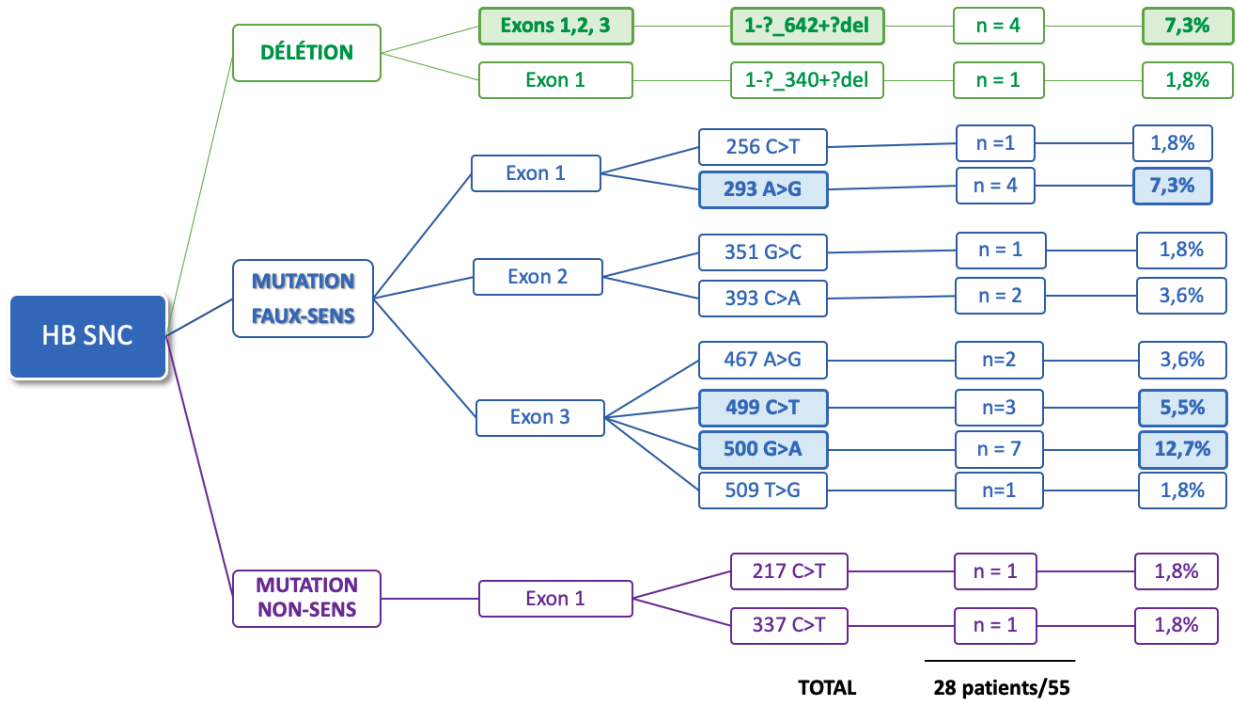 HB SNC
DÉLÉTION
Exons 1,2, 3
1-?_642+?del
n = 4
7,3%
Exon 1
1-?_340+?del
n = 1
1,8%
MUTATION
FAUX-SENS
Exon 1
256 C>T
n =1
1,8%
293 A>G
n = 4
7,3%
Exon 2
351 G>C
n = 1
1,8%
393 C>A
n = 2
3,6%
Exon 3
467 A>G
n=2
3,6%
499 C>T
n=3
5,5%
500 G>A
n = 7
12,7%
509 T>G
n=1
1,8%
MUTATION
NON-SENS
Exon 1
217 C>T
n = 1
1,8%
337 C>T
n = 1
1,8%
TOTAL
28 patients/55